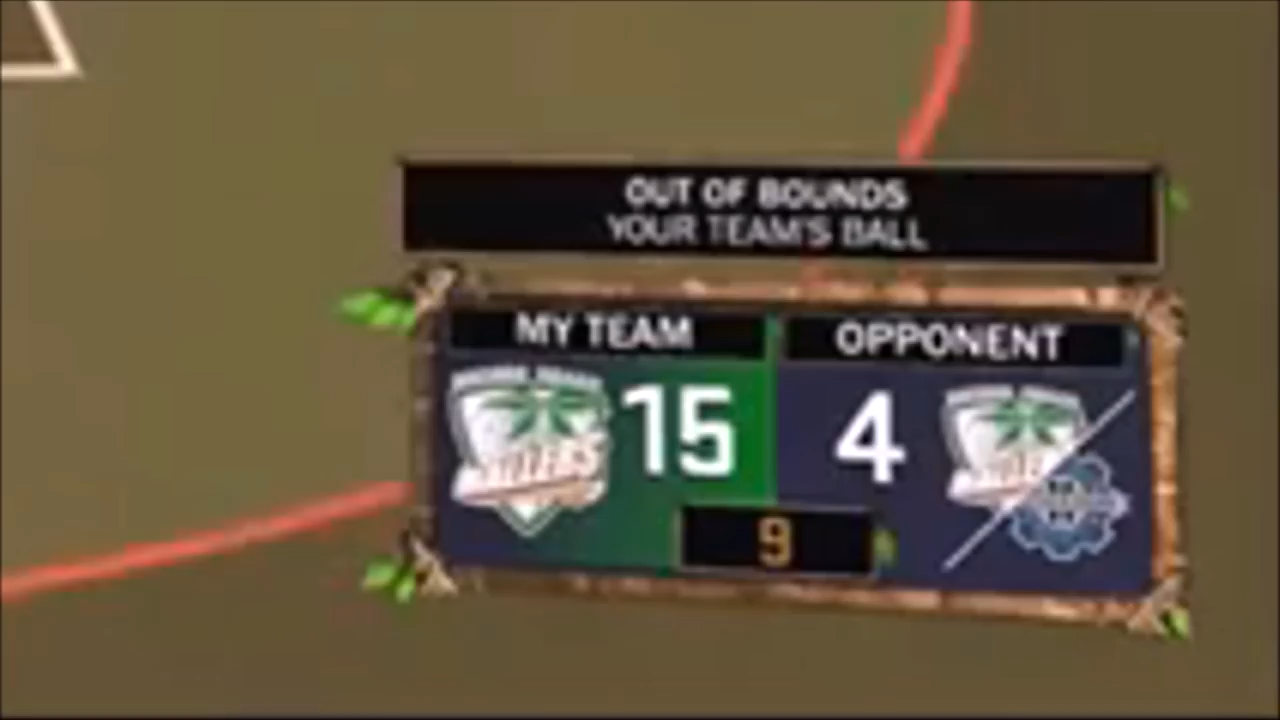 OUT OF BOUNDS
YOUR TEAM'S BALL
MY TEAM
OPPONENT
15
4
9